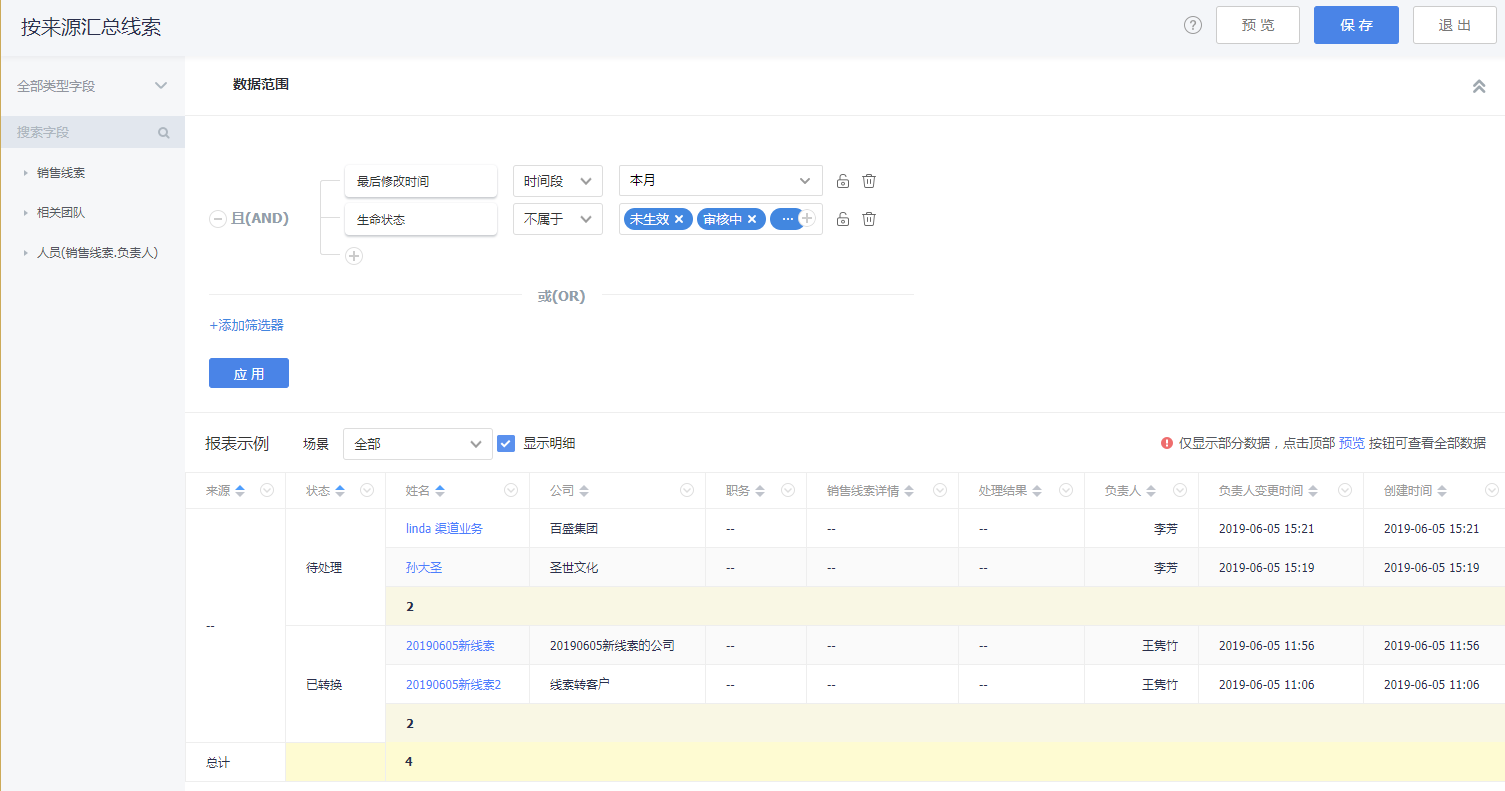 按来源汇总线索
? 预 览 保 存 退 出
全部类型字段
搜索字段
销售线索
相关团队
人员(销售线索.负责人)
数据范围
且(AND)
最后修改时间 时间段 本月
生命状态 不属于 未生效 × 审核中 × ...
或(OR)
+添加筛选器
应 用
报表示例 场景 全部 显示明细 仅显示部分数据，点击顶部 预览 按钮可查看全部数据
来源 状态 姓名 公司 职务 销售线索详情 处理结果 负责人 负责人变更时间 创建时间
linda 渠道业务 百盛集团 -- -- -- 李芳 2019-06-05 15:21 2019-06-05 15:21
待处理 孙大圣 圣世文化 -- -- -- 李芳 2019-06-05 15:19 2019-06-05 15:19
2
--
20190605新线索 20190605新线索的公司 -- -- -- 王隽竹 2019-06-05 11:56 2019-06-05 11:56
已转换 20190605新线索2 线索转客户 -- -- -- 王隽竹 2019-06-05 11:06 2019-06-05 11:06
2
总计 4